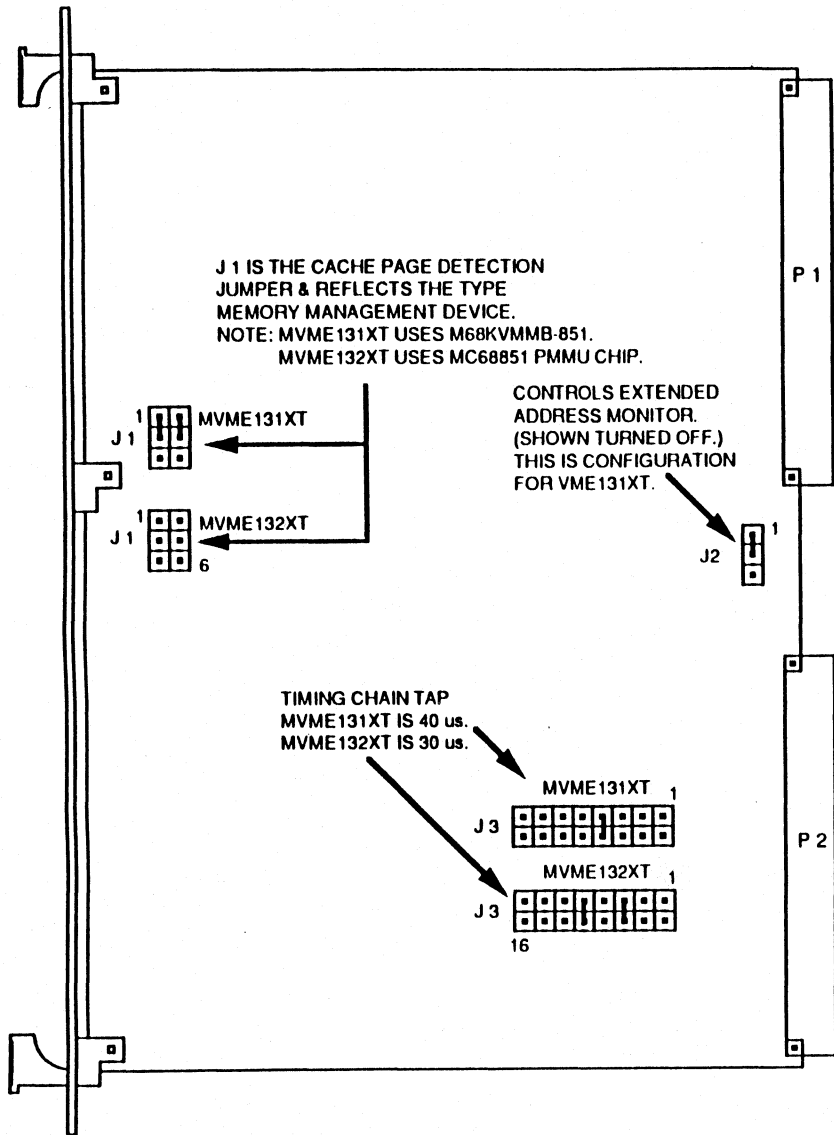 J 1 IS THE CACHE PAGE DETECTION
JUMPER & REFLECTS THE TYPE
MEMORY MANAGEMENT DEVICE.
NOTE: MVME131XT USES M68KVMMB-851.
MVME132XT USES MC68851 PMMU CHIP.
P 1
CONTROLS EXTENDED
ADDRESS MONITOR.
(SHOWN TURNED OFF.)
THIS IS CONFIGURATION
FOR VME131XT.
1
MVME131XT
J 1
1
MVME132XT
J 1
6
1
J2
TIMING CHAIN TAP
MVME131XT IS 40 us.
MVME132XT IS 30 us.
MVME131XT
1
J 3
P 2
MVME132XT
1
J 3
16